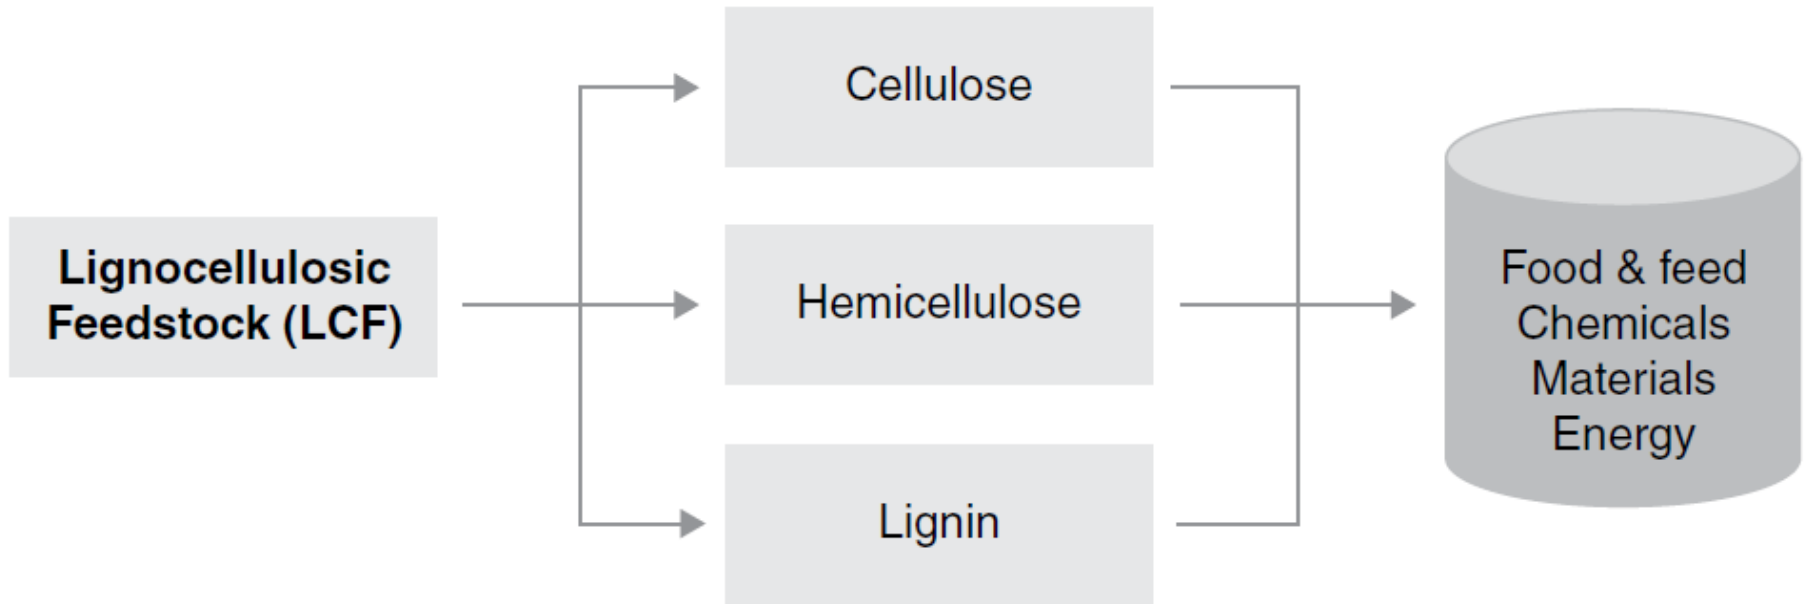 Lignocellulosic
Feedstock (LCF)
Cellulose
Hemicellulose
Lignin
Food & feed
Chemicals
Materials
Energy